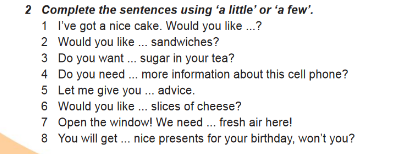 2 Complete the sentences using 'a little' or 'a few'.
1 I've got a nice cake. Would you like ...?
2 Would you like ... sandwiches?
3 Do you want ... sugar in your tea?
4 Do you need ... more information about this cell phone?
5 Let me give you ... advice.
6 Would you like ... slices of cheese?
7 Open the window! We need ... fresh air here!
8 You will get ... nice presents for your birthday, won't you?